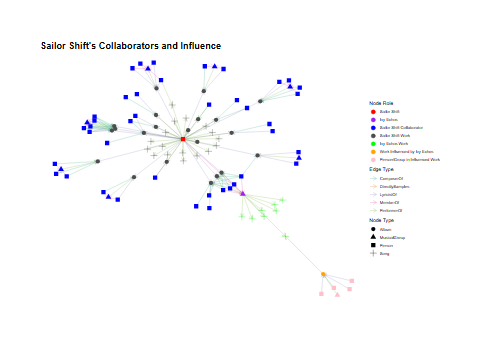 Sailor Shift's Collaborators and Influence
Node Role
Sailor Shift
Ivy Echos
Sailor Shift Collaborator
Sailor Shift Work
Ivy Echos Work
Work Influenced by Ivy Echos
Person/Group in Influenced Work
Edge Type
ComposerOf
DirectlySamples
LyricistOf
MemberOf
PerformerOf
Node Type
Album
MusicalGroup
Person
Song